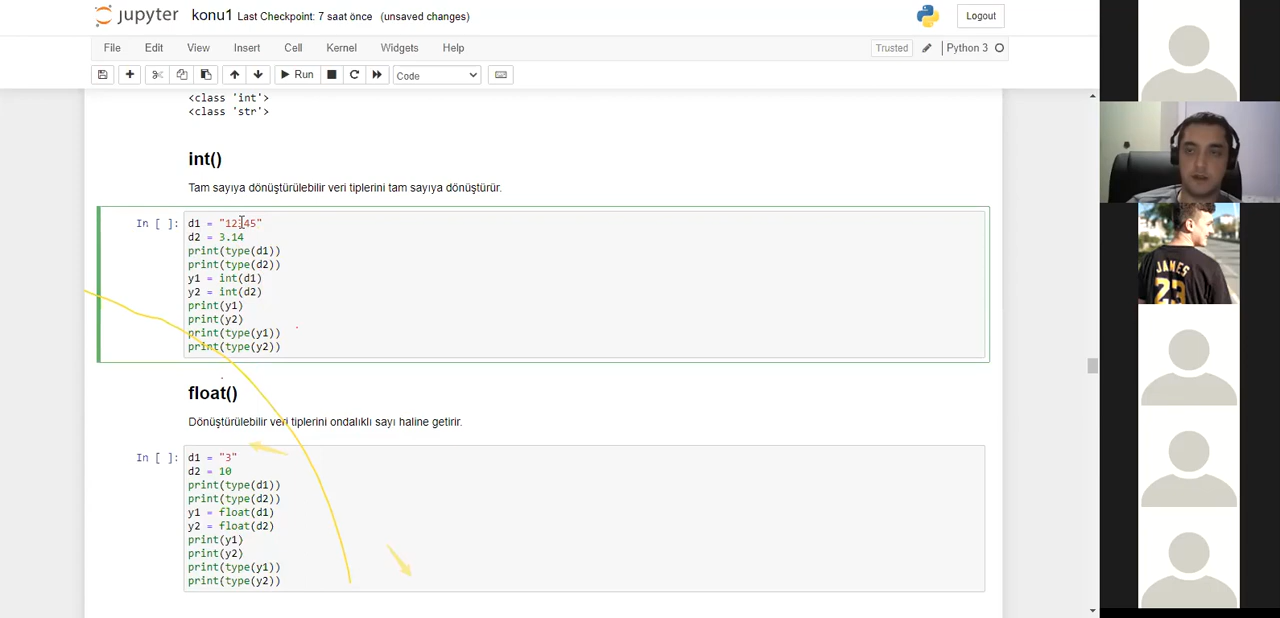 jupyter konu1 Last Checkpoint: 7 saat önce (unsaved changes) Logout
File Edit View Insert Cell Kernel Widgets Help Trusted Python 3
Run Code
<class 'int'>
<class 'str'>
int()
Tam sayıya dönüştürülebilir veri tiplerini tam sayıya dönüştürür.
In [ ]: d1 = "12345"
d2 = 3.14
print(type(d1))
print(type(d2))
y1 = int(d1)
y2 = int(d2)
print(y1)
print(y2)
print(type(y1))
print(type(y2))
float()
Dönüştürülebilir veri tiplerini ondalıklı sayı haline getirir.
In [ ]: d1 = "3"
d2 = 10
print(type(d1))
print(type(d2))
y1 = float(d1)
y2 = float(d2)
print(y1)
print(y2)
print(type(y1))
print(type(y2))
JAMES
23